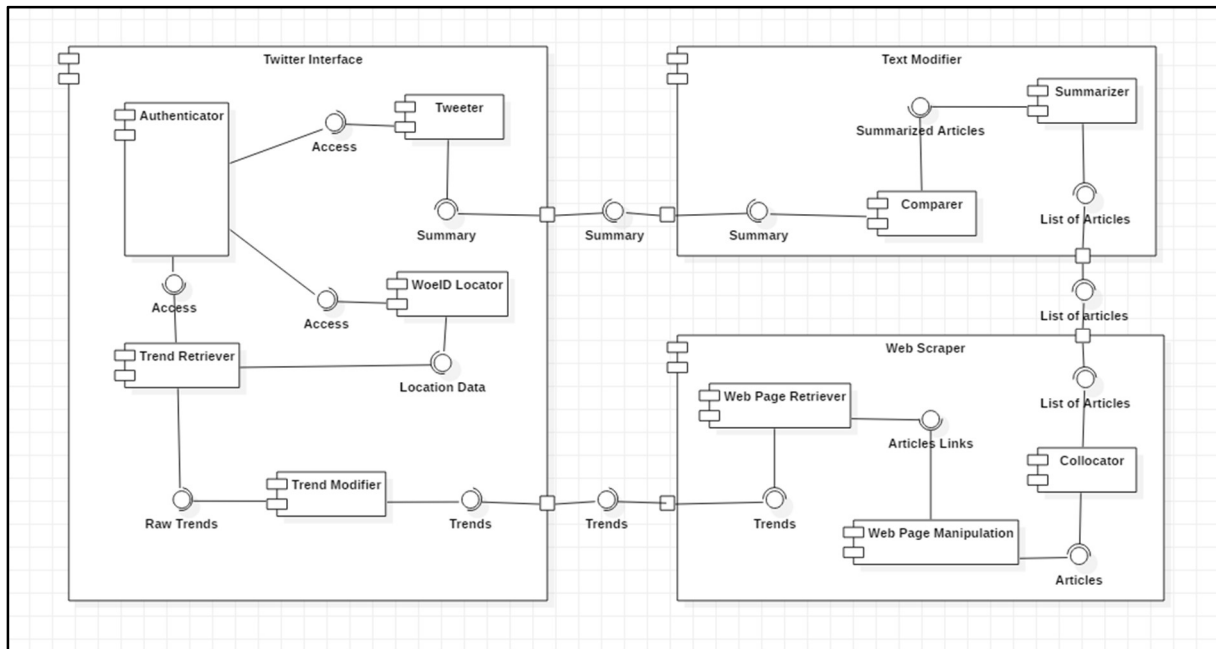 Twitter Interface
Authenticator
Tweeter
Access
Summary
WoeID Locator
Access
Access
Trend Retriever
Location Data
Trend Modifier
Raw Trends
Trends
Summary
Trends
Text Modifier
Summarizer
Summarized Articles
Comparer
List of Articles
Summary
List of articles
Web Scraper
Web Page Retriever
List of Articles
Articles Links
Collocator
Trends
Web Page Manipulation
Articles